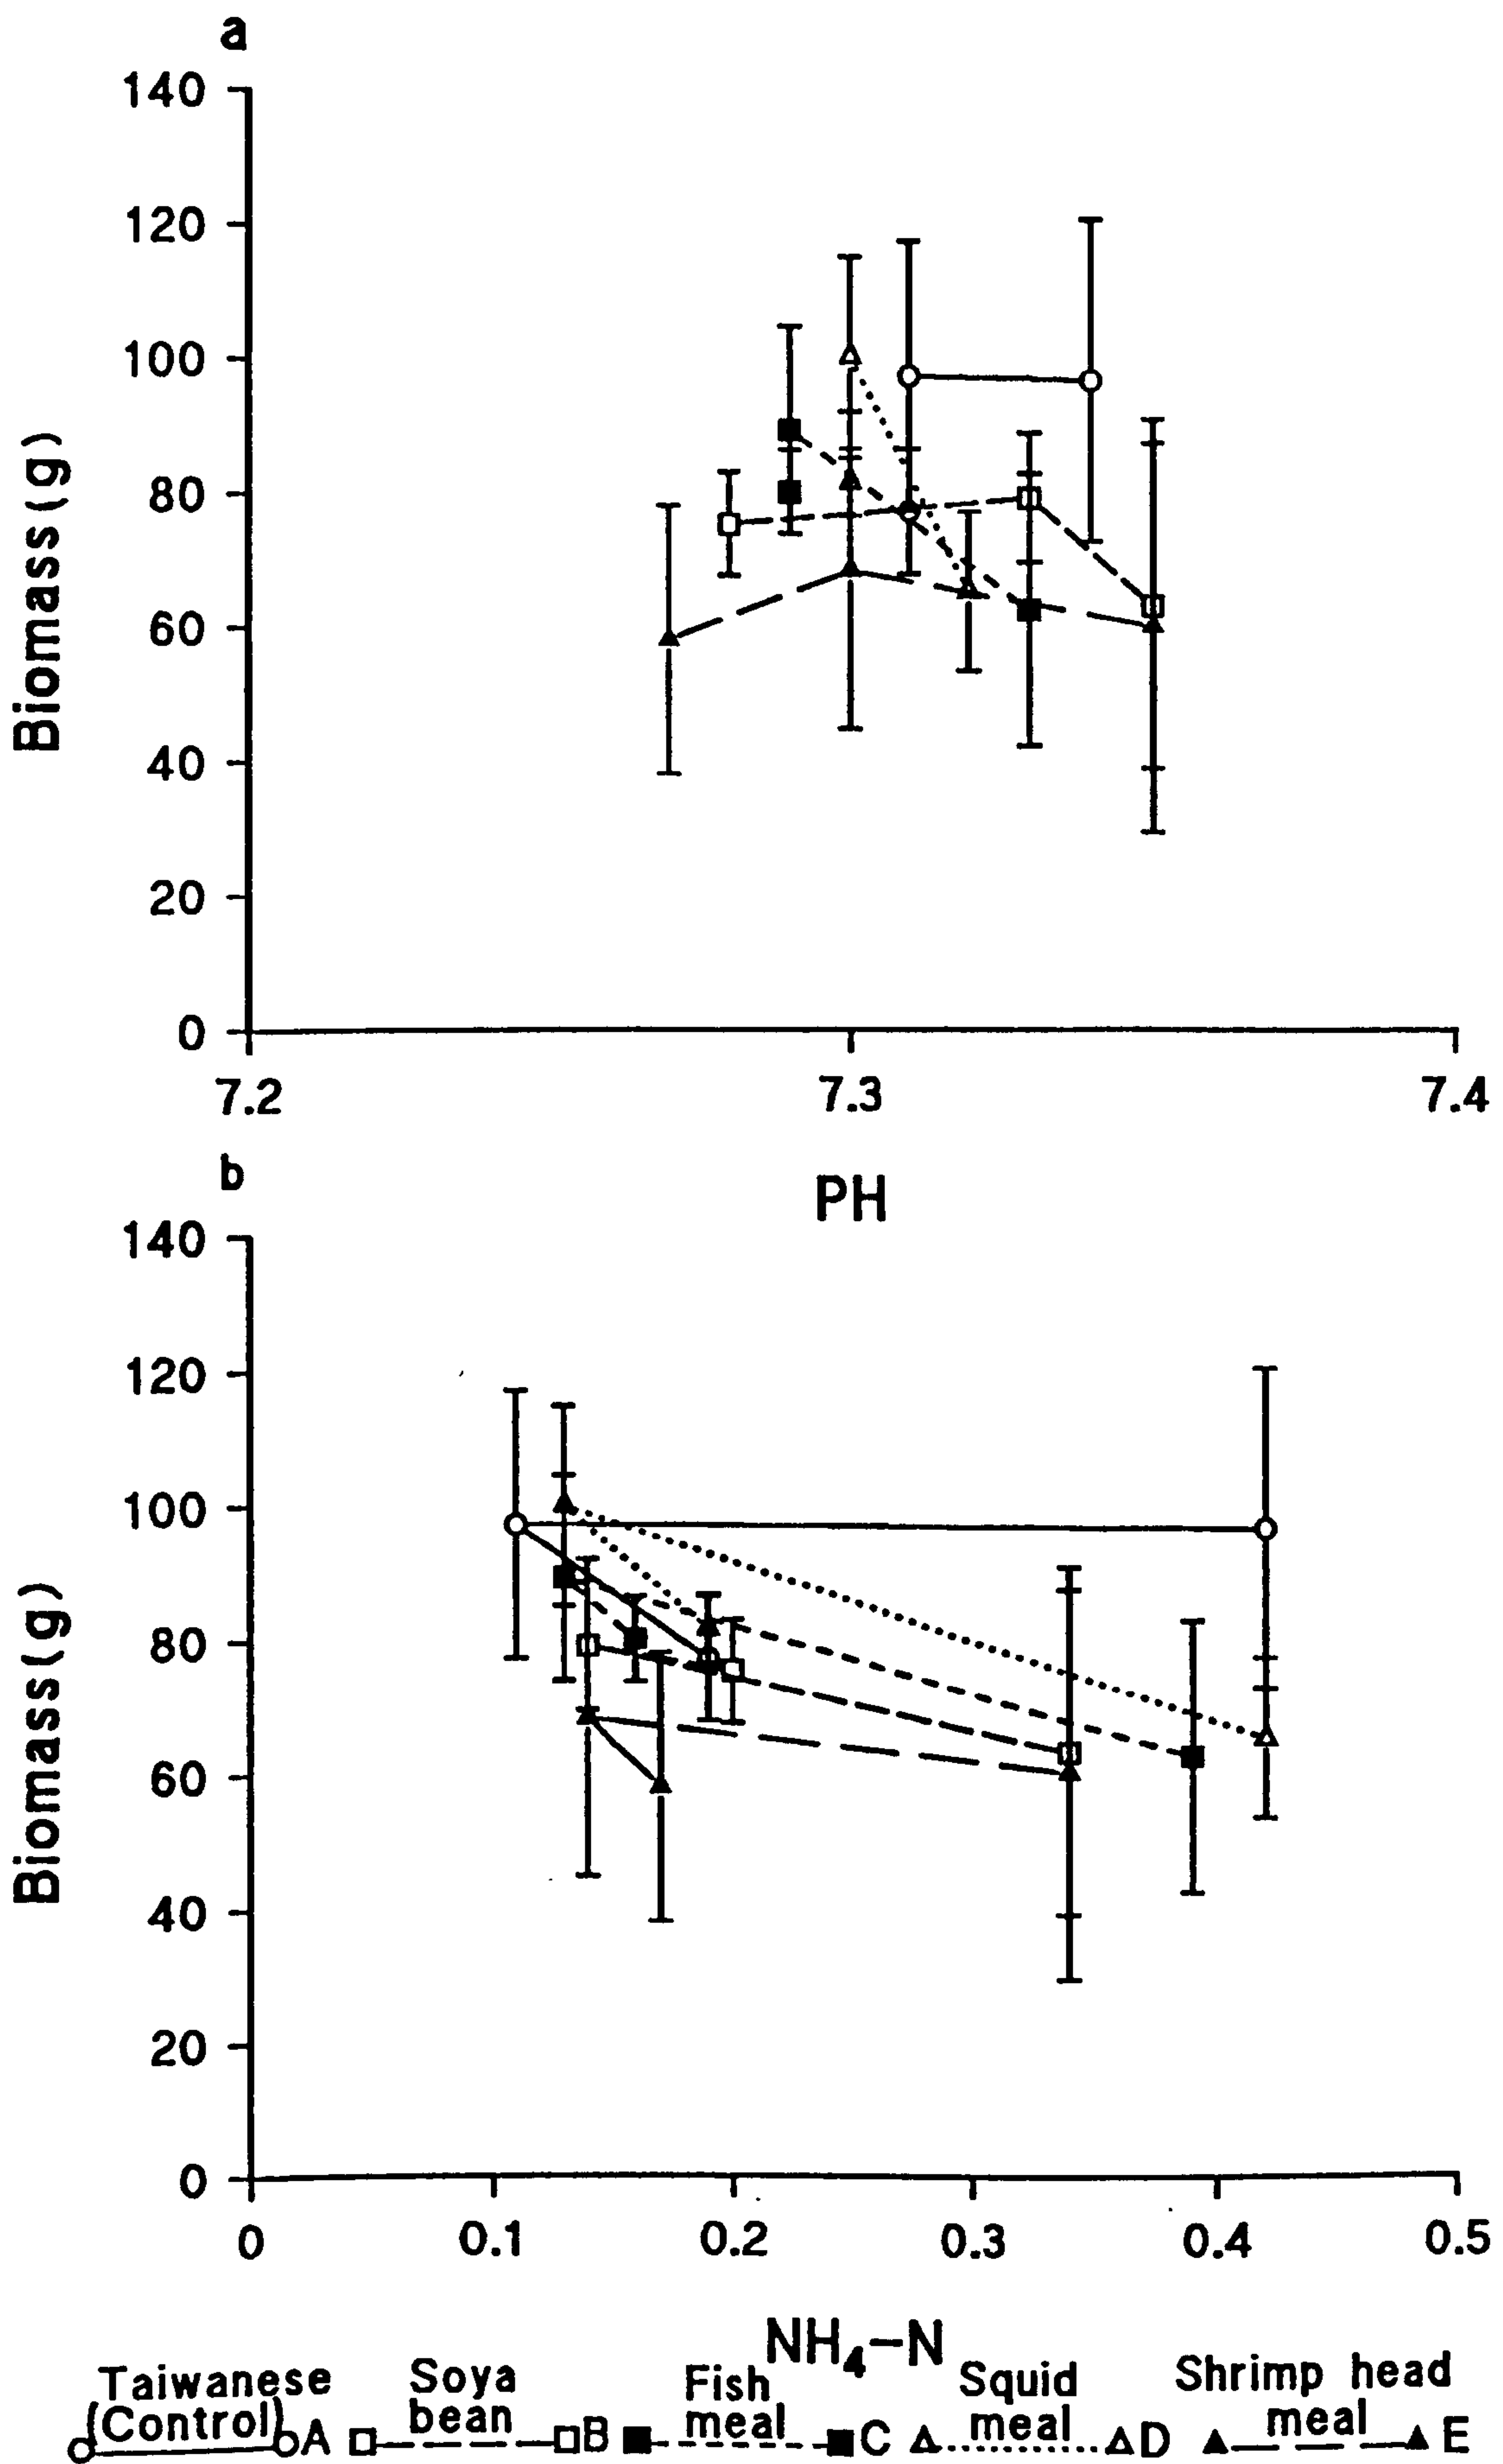 a
140
120
100
80
60
40
20
0
Biomass(g)
7.2 7.3 7.4
PH
b
140
120
100
80
60
40
20
0
Biomass(g)
0 0.1 0.2 0.3 0.4 0.5
NH₄-N
Taiwanese (Control) A
Soya bean B
Fish meal C
Squid meal D
Shrimp head meal E